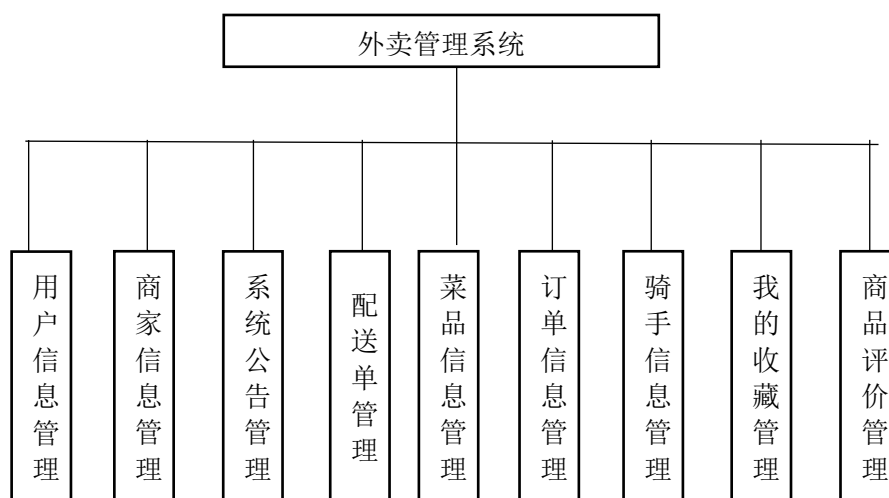 外卖管理系统
用户信息管理
商家信息管理
系统公告管理
配送单管理
菜品信息管理
订单信息管理
骑手信息管理
我的收藏管理
商品评价管理